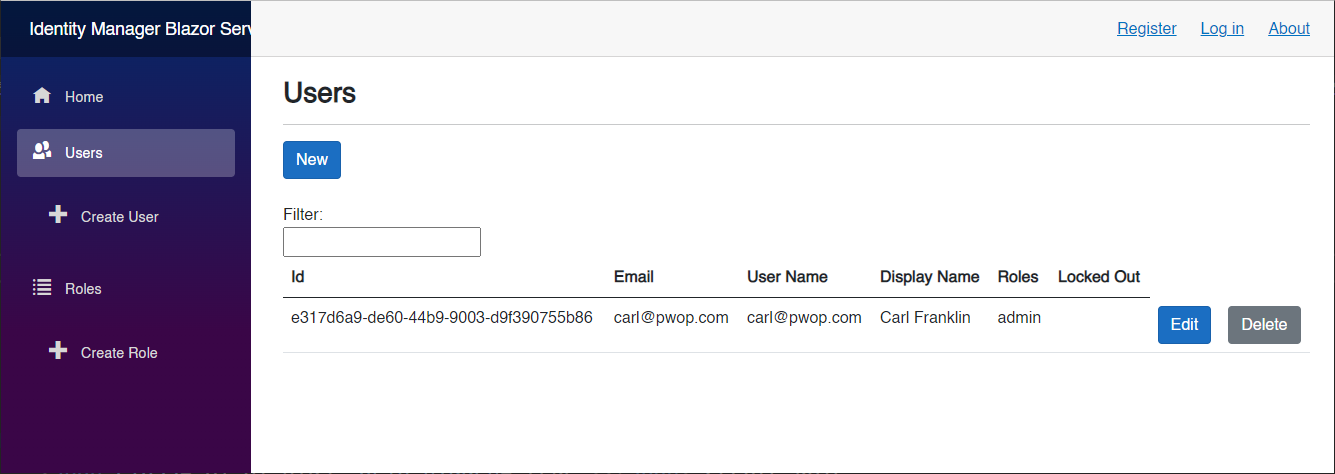 Identity Manager Blazor Serv
Register Log in About
Home
Users
Create User
Roles
Create Role
Users
New
Filter:
Id Email User Name Display Name Roles Locked Out
e317d6a9-de60-44b9-9003-d9f390755b86 carl@pwop.com carl@pwop.com Carl Franklin admin Edit Delete